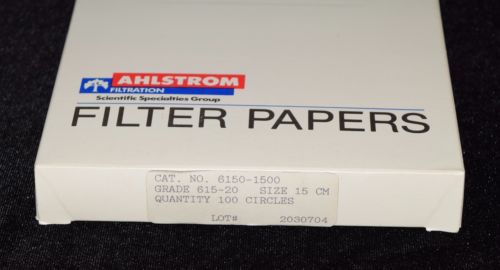 AHLSTROM
FILTRATION
Scientific Specialties Group
FILTER PAPERS
CAT. NO. 6150-1500
GRADE 615-20 SIZE 15 CM
QUANTITY 100 CIRCLES
LOT# 2030704